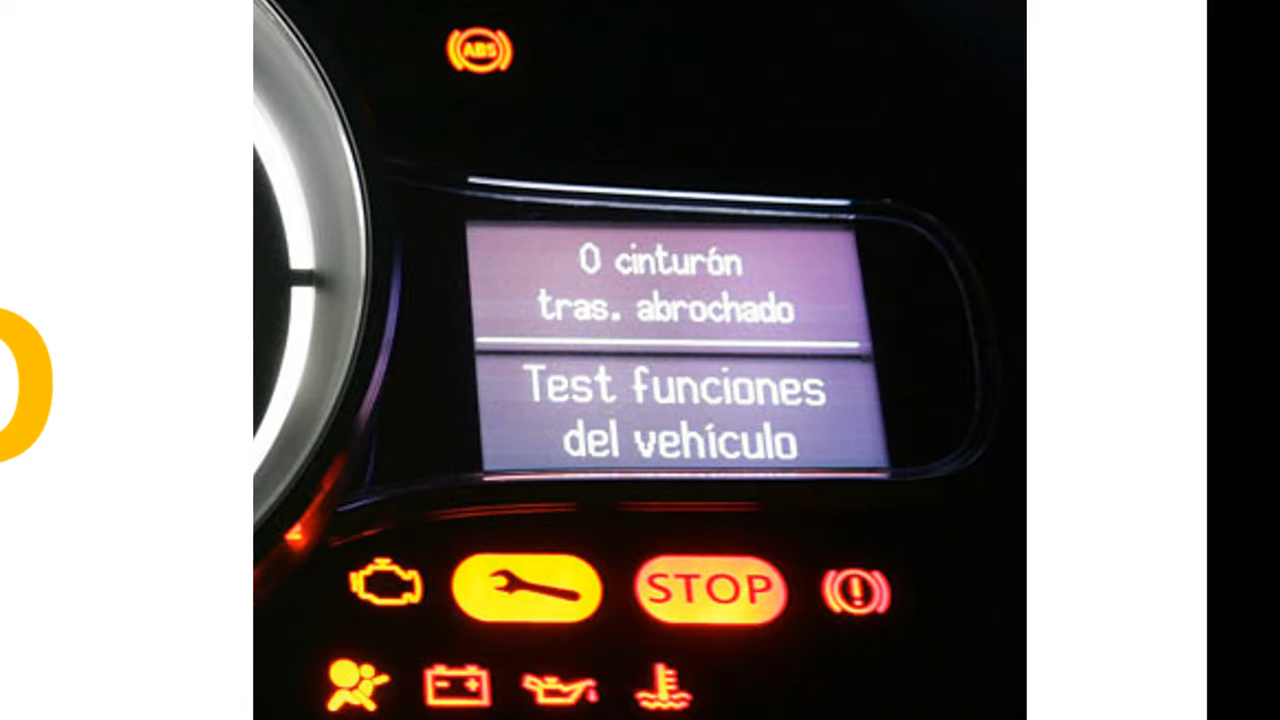 ABS
0 cinturón
tras. abrochado
Test funciones
del vehículo
STOP